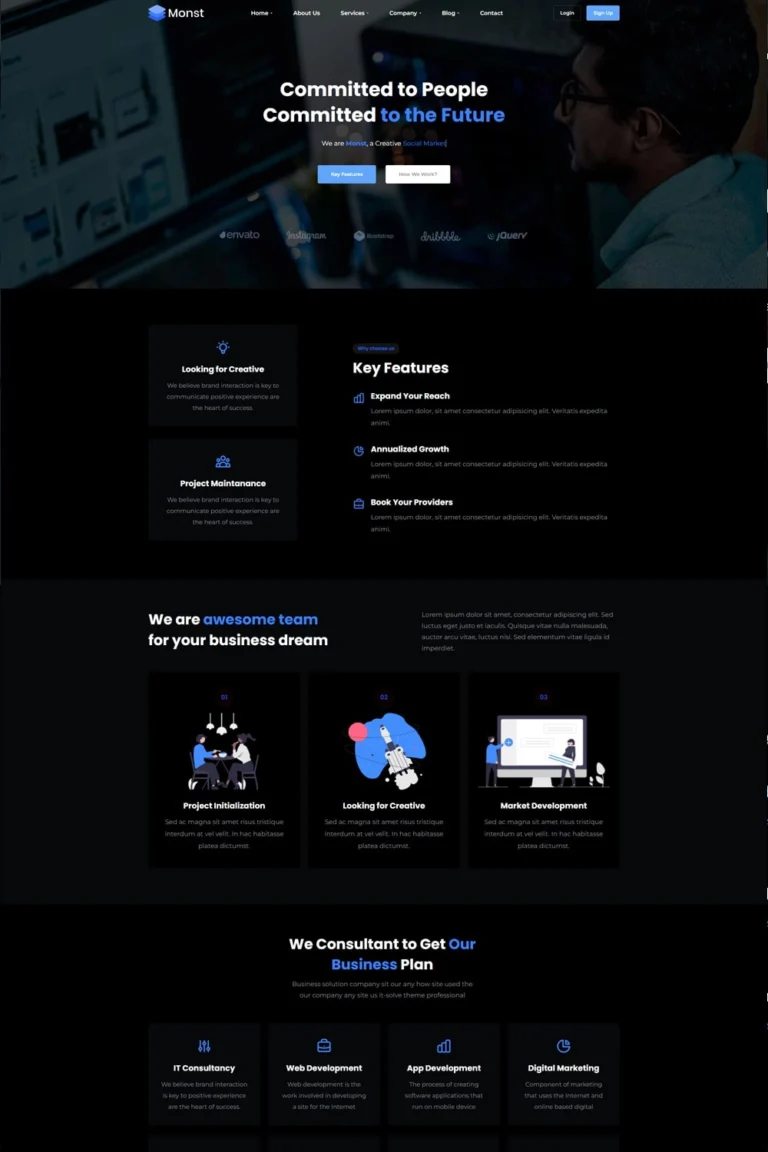 Monst
Home
About Us
Services
Company
Blog
Contact
Login
Sign Up
Committed to People
Committed to the Future
We are Monst, a Creative Social Market
Key Features
How We Work?
envato
Instagram
Bootstrap
dribbble
jQuery
Looking for Creative
We believe brand interaction is key to
communicate positive experience are
the heart of success.
Project Maintanance
We believe brand interaction is key to
communicate positive experience are
the heart of success.
Why choose us
Key Features
Expand Your Reach
Lorem ipsum dolor, sit amet consectetur adipisicing elit. Veritatis expedita
animi.
Annualized Growth
Lorem ipsum dolor, sit amet consectetur adipisicing elit. Veritatis expedita
animi.
Book Your Providers
Lorem ipsum dolor, sit amet consectetur adipisicing elit. Veritatis expedita
animi.
We are awesome team
for your business dream
Lorem ipsum dolor sit amet, consectetur adipiscing elit. Sed
luctus eget justo et iaculis. Quisque vitae nulla malesuada,
auctor arcu vitae, luctus nisi. Sed elementum vitae ligula id
imperdiet.
01
Project Initialization
Sed ac magna sit amet risus tristique
interdum at vel velit. In hac habitasse
platea dictumst.
02
Looking for Creative
Sed ac magna sit amet risus tristique
interdum at vel velit. In hac habitasse
platea dictumst.
03
Market Development
Sed ac magna sit amet risus tristique
interdum at vel velit. In hac habitasse
platea dictumst.
We Consultant to Get Our
Business Plan
Business-solution company sit our any how site used the
our company any site us it-solve theme professional
IT Consultancy
We believe brand interaction
is key to positive experience
are the heart of success.
Web Development
Web development is the
work involved in developing
a site for the Internet
App Development
The process of creating
software applications that
run on mobile device
Digital Marketing
Component of marketing
that uses the Internet and
online based digital